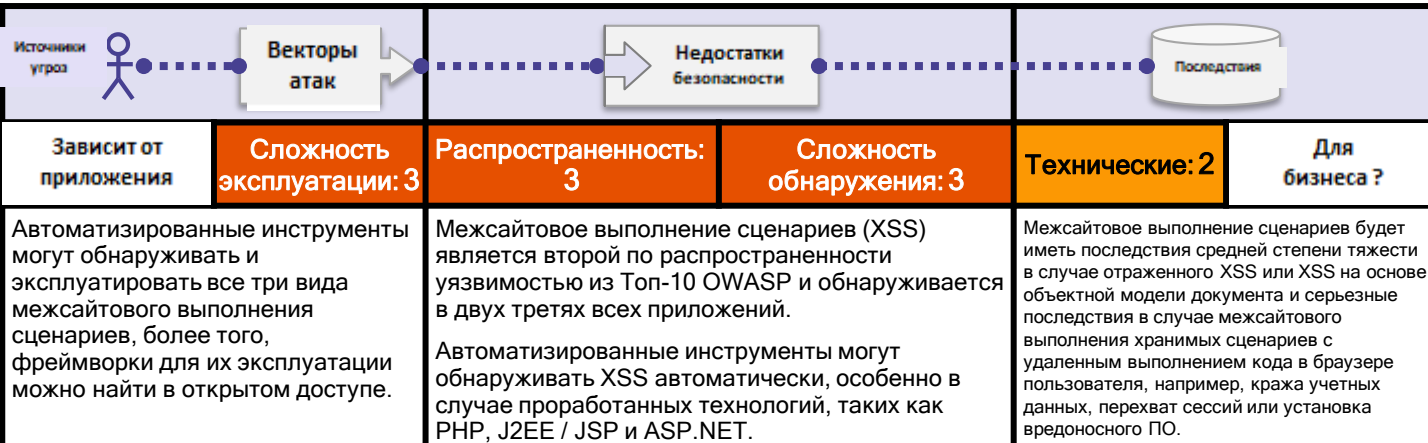 Источники
угроз
Векторы
атак
Недостатки
безопасности
Последствия
Зависит от
приложения
Сложность
эксплуатации: 3
Распространенность:
3
Сложность
обнаружения: 3
Технические: 2
Для
бизнеса ?
Автоматизированные инструменты
могут обнаруживать и
эксплуатировать все три вида
межсайтового выполнения
сценариев, более того,
фреймворки для их эксплуатации
можно найти в открытом доступе.
Межсайтовое выполнение сценариев (XSS)
является второй по распространенности
уязвимостью из Топ-10 OWASP и обнаруживается
в двух третях всех приложений.
Автоматизированные инструменты могут
обнаруживать XSS автоматически, особенно в
случае проработанных технологий, таких как
PHP, J2EE / JSP и ASP.NET.
Межсайтовое выполнение сценариев будет
иметь последствия средней степени тяжести
в случае отраженного XSS или XSS на основе
объектной модели документа и серьезные
последствия в случае межсайтового
выполнения хранимых сценариев с
удаленным выполнением кода в браузере
пользователя, например, кража учетных
данных, перехват сессий или установка
вредоносного ПО.